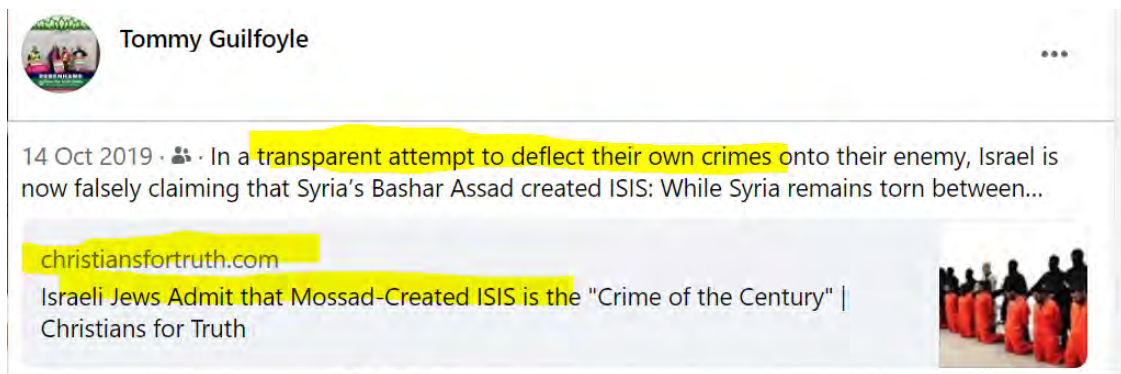 Tommy Guilfoyle
14 Oct 2019 · In a transparent attempt to deflect their own crimes onto their enemy, Israel is
now falsely claiming that Syria's Bashar Assad created ISIS: While Syria remains torn between...
christiansfortruth.com
Israeli Jews Admit that Mossad-Created ISIS is the "Crime of the Century" |
Christians for Truth